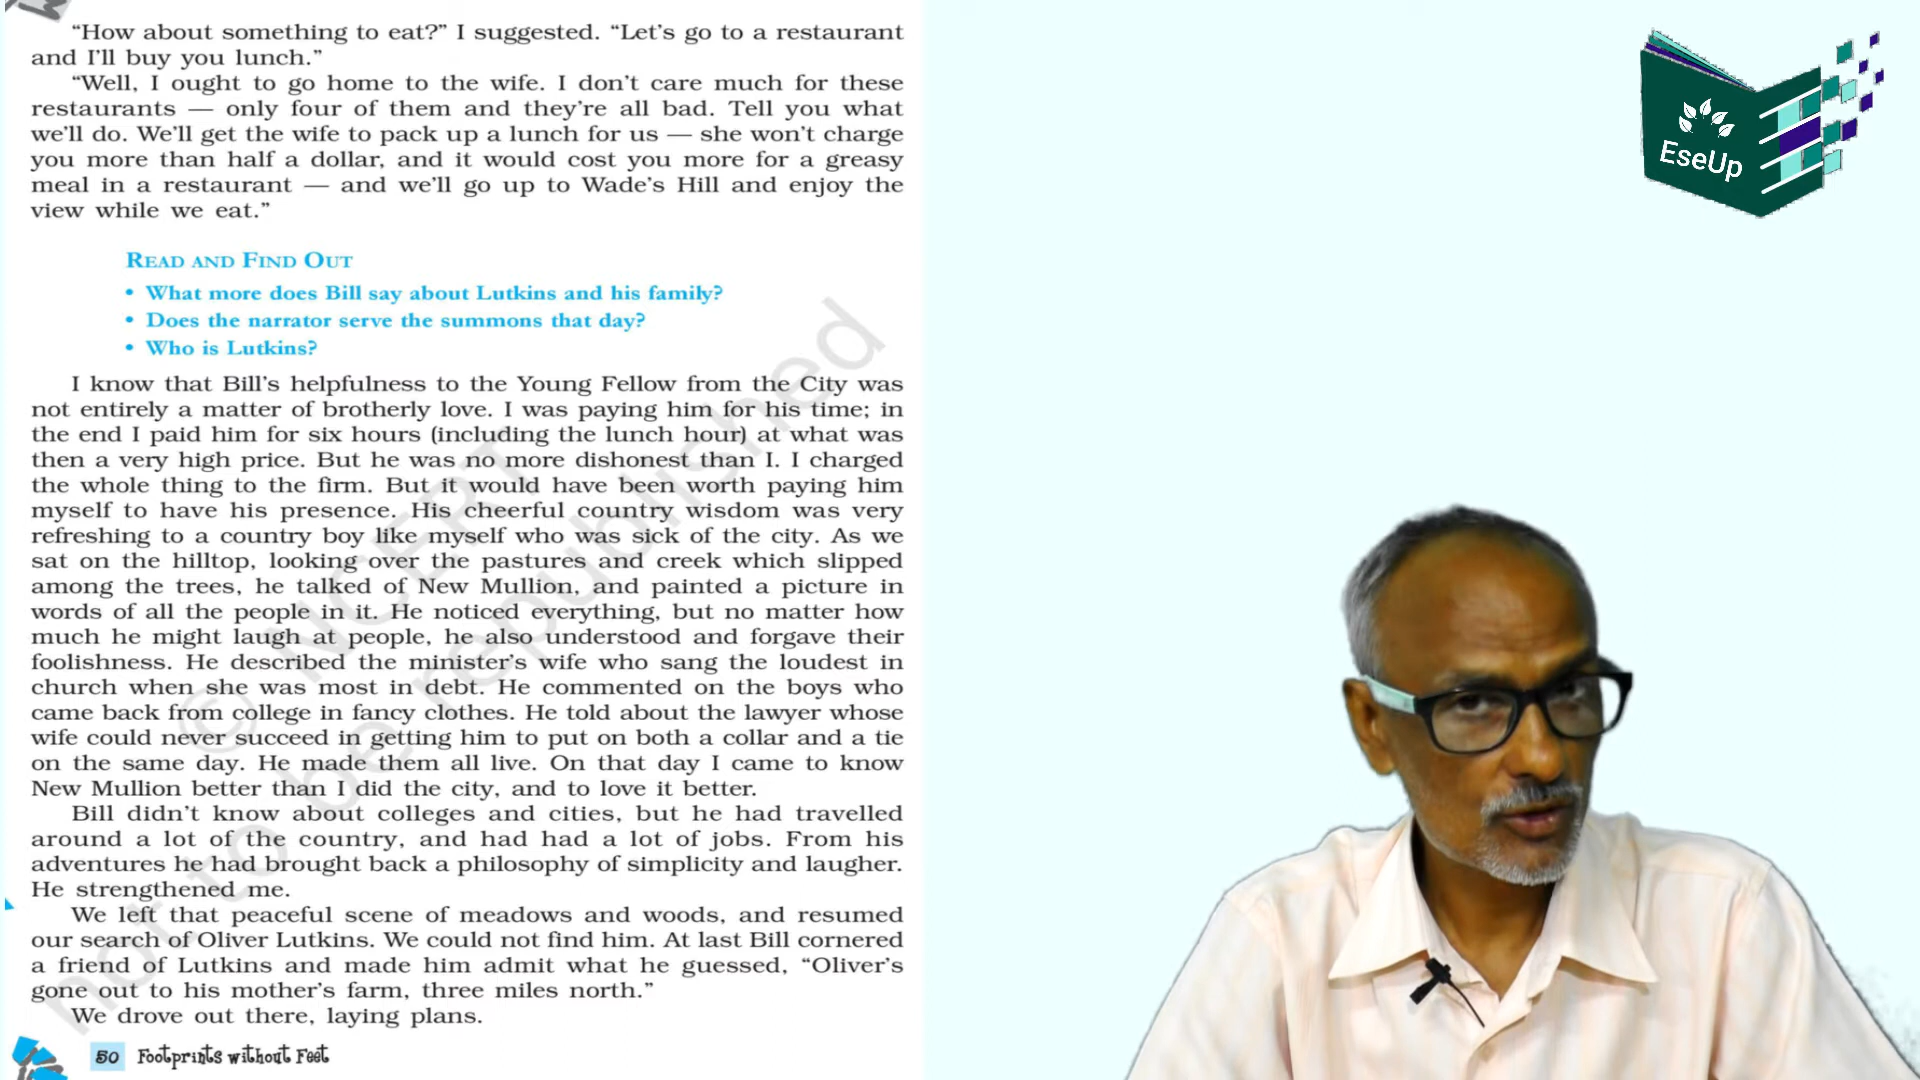 “How about something to eat?” I suggested. “Let’s go to a restaurant
and I’ll buy you lunch.”
“Well, I ought to go home to the wife. I don’t care much for these
restaurants — only four of them and they’re all bad. Tell you what
we’ll do. We’ll get the wife to pack up a lunch for us — she won’t charge
you more than half a dollar, and it would cost you more for a greasy
meal in a restaurant — and we’ll go up to Wade’s Hill and enjoy the
view while we eat.”
READ AND FIND OUT
• What more does Bill say about Lutkins and his family?
• Does the narrator serve the summons that day?
• Who is Lutkins?
I know that Bill’s helpfulness to the Young Fellow from the City was
not entirely a matter of brotherly love. I was paying him for his time; in
the end I paid him for six hours (including the lunch hour) at what was
then a very high price. But he was no more dishonest than I. I charged
the whole thing to the firm. But it would have been worth paying him
myself to have his presence. His cheerful country wisdom was very
refreshing to a country boy like myself who was sick of the city. As we
sat on the hilltop, looking over the pastures and creek which slipped
among the trees, he talked of New Mullion, and painted a picture in
words of all the people in it. He noticed everything, but no matter how
much he might laugh at people, he also understood and forgave their
foolishness. He described the minister’s wife who sang the loudest in
church when she was most in debt. He commented on the boys who
came back from college in fancy clothes. He told about the lawyer whose
wife could never succeed in getting him to put on both a collar and a tie
on the same day. He made them all live. On that day I came to know
New Mullion better than I did the city, and to love it better.
Bill didn’t know about colleges and cities, but he had travelled
around a lot of the country, and had had a lot of jobs. From his
adventures he had brought back a philosophy of simplicity and laugher.
He strengthened me.
We left that peaceful scene of meadows and woods, and resumed
our search of Oliver Lutkins. We could not find him. At last Bill cornered
a friend of Lutkins and made him admit what he guessed, “Oliver’s
gone out to his mother’s farm, three miles north.”
We drove out there, laying plans.
50 Footprints without Feet
© NCERT
not to be republished
EseUp